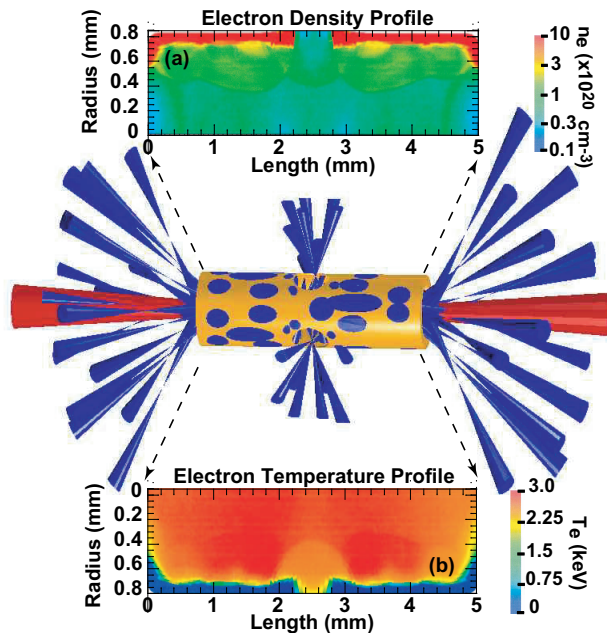 Electron Density Profile
0.8
0.6
0.4
0.2
0
Radius (mm)
(a)
0 1 2 3 4 5
Length (mm)
10
3
1
0.3
0.1
ne (x10^20 cm-3)
Electron Temperature Profile
0
0.2
0.4
0.6
0.8
Radius (mm)
(b)
0 1 2 3 4 5
Length (mm)
3.0
2.25
1.5
0.75
0
Te (keV)